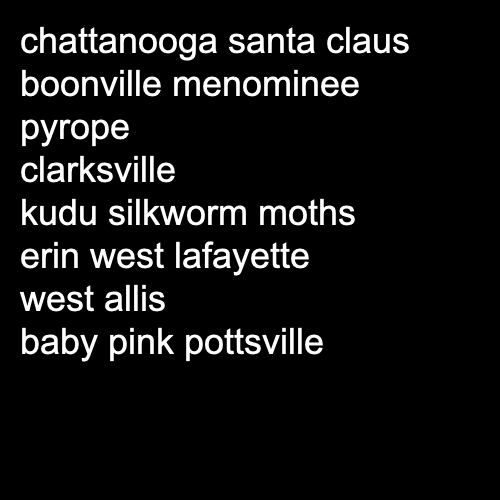 chattanooga santa claus
boonville menominee
pyrope
clarksville
kudu silkworm moths
erin west lafayette
west allis
baby pink pottsville